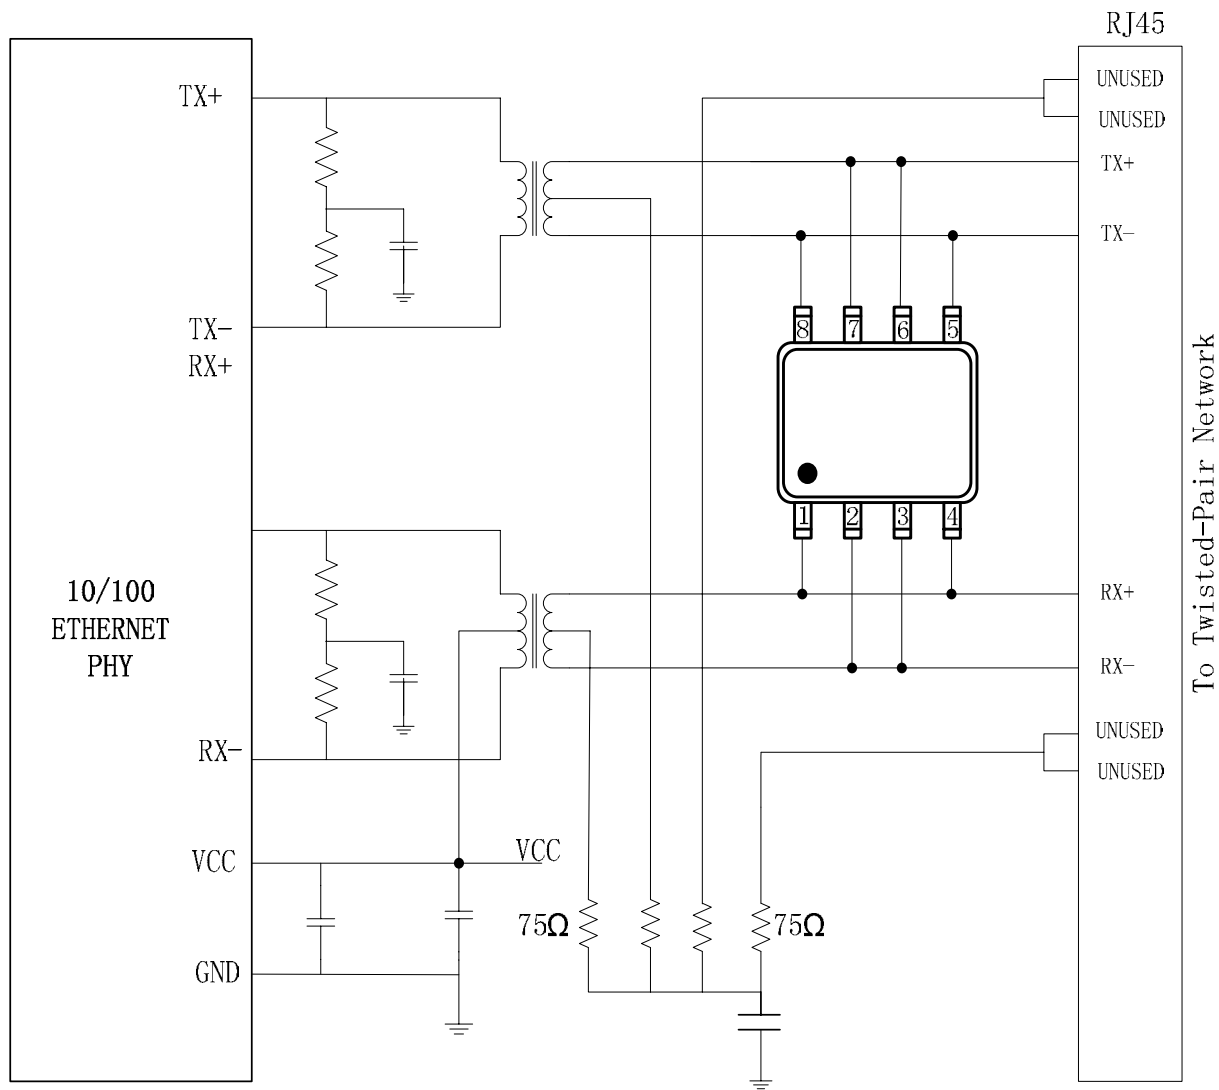 RJ45
UNUSED
UNUSED
TX+
TX-
TX+
TX-
RX+
8 7 6 5
1 2 3 4
10/100
ETHERNET
PHY
RX-
RX+
RX-
UNUSED
UNUSED
VCC
VCC
GND
75Ω
75Ω
To Twisted-Pair Network